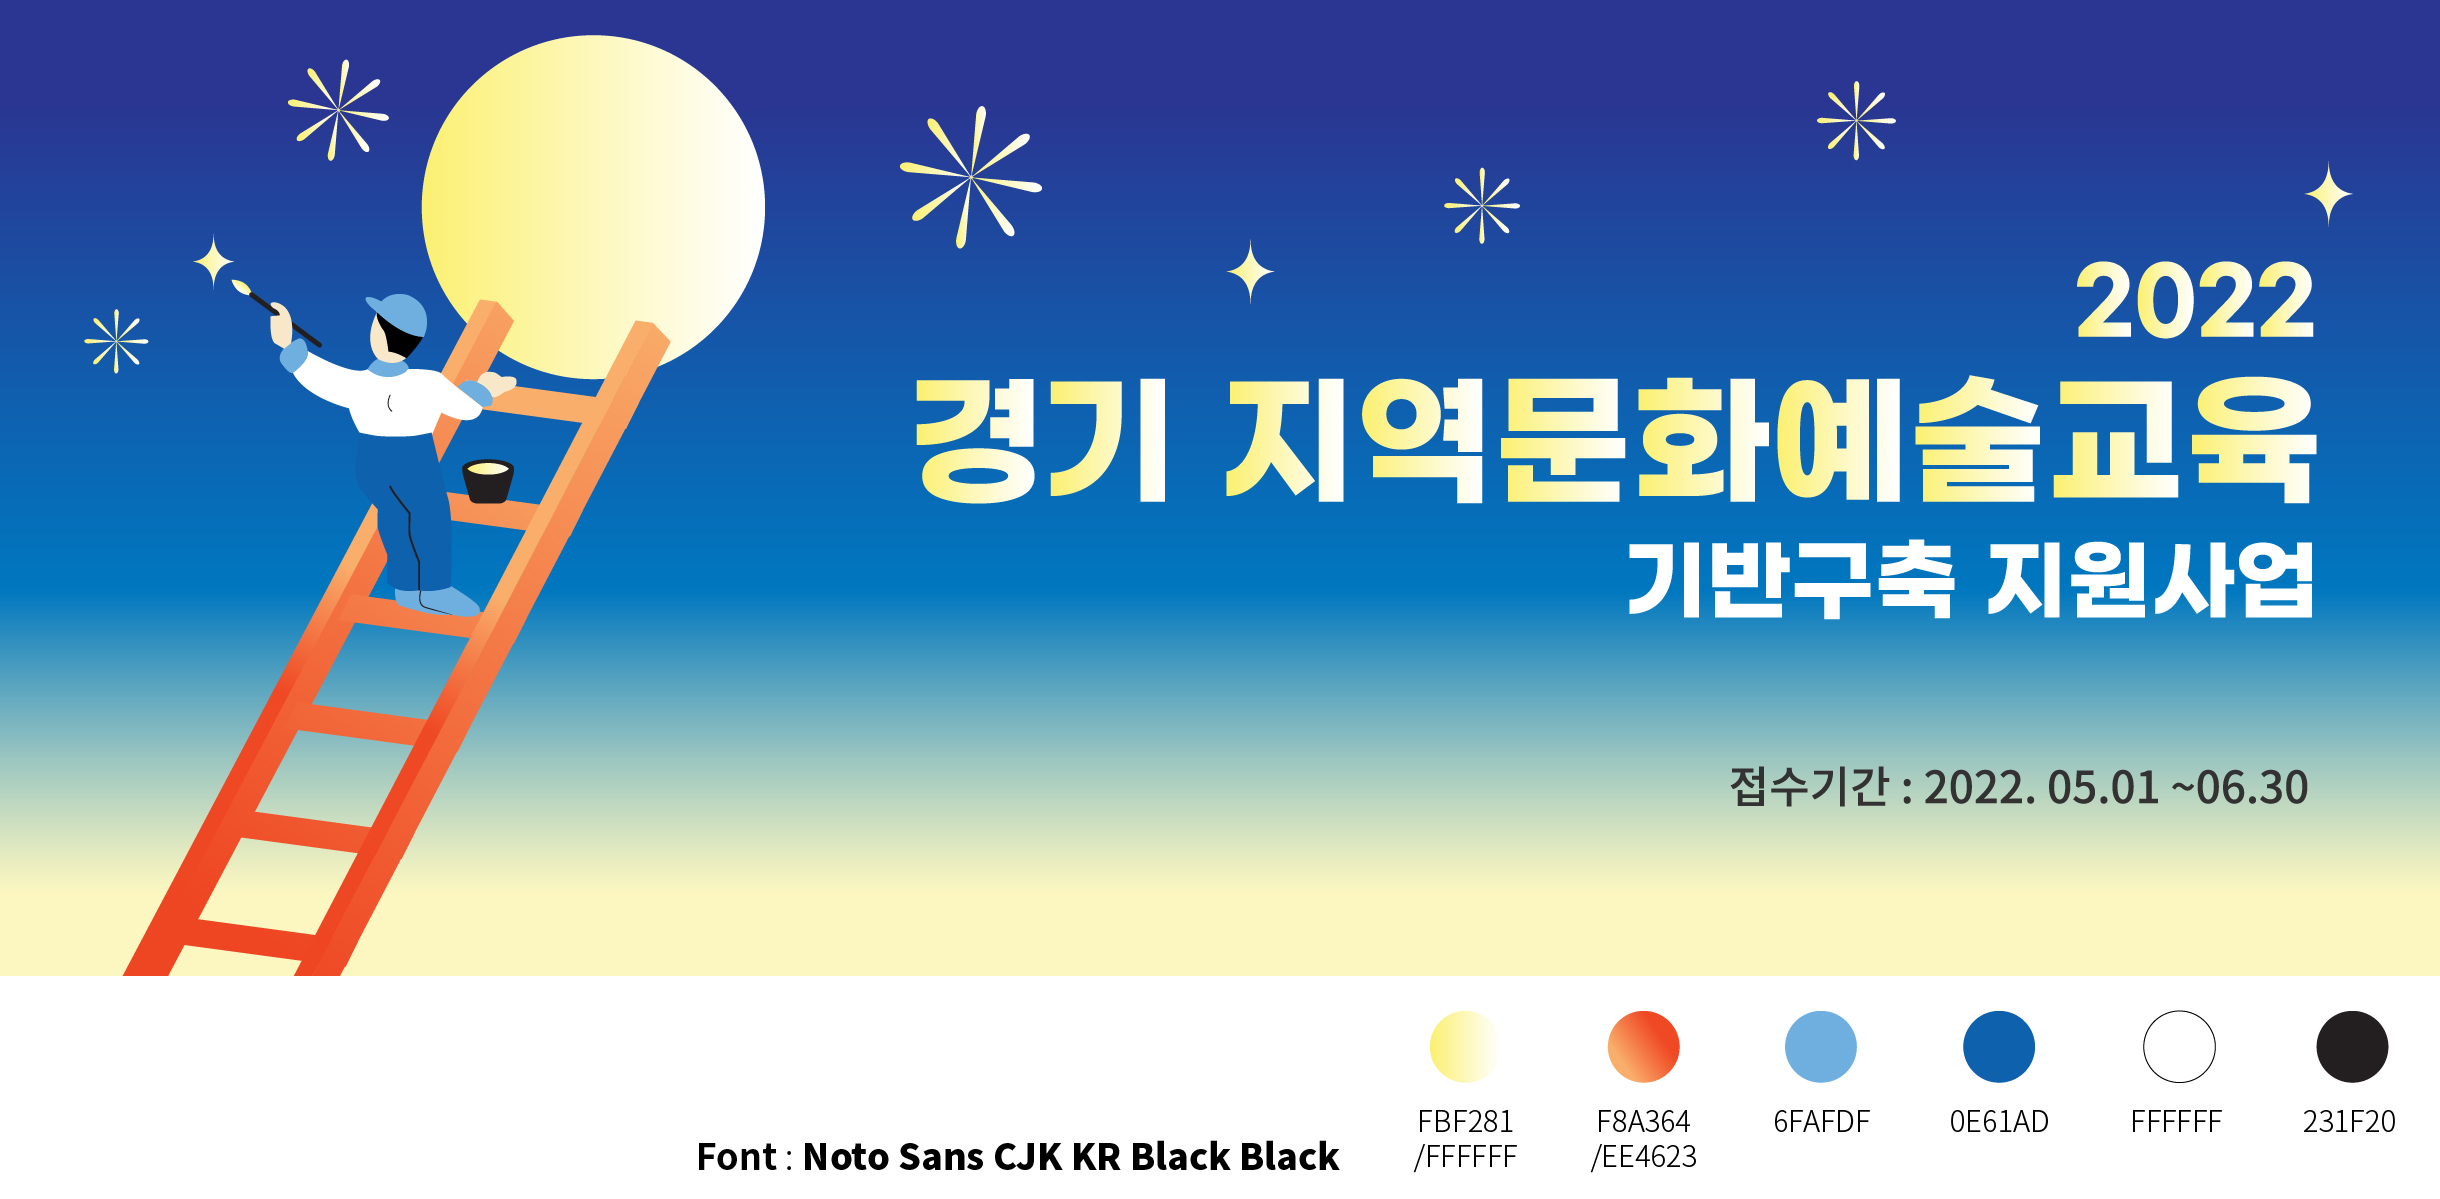 2022
경기 지역문화예술교육
기반구축 지원사업
접수기간 : 2022. 05.01 ~06.30
Font : Noto Sans CJK KR Black Black
FBF281
/FFFFFF
F8A364
/EE4623
6FAFDF
0E61AD
FFFFFF
231F20